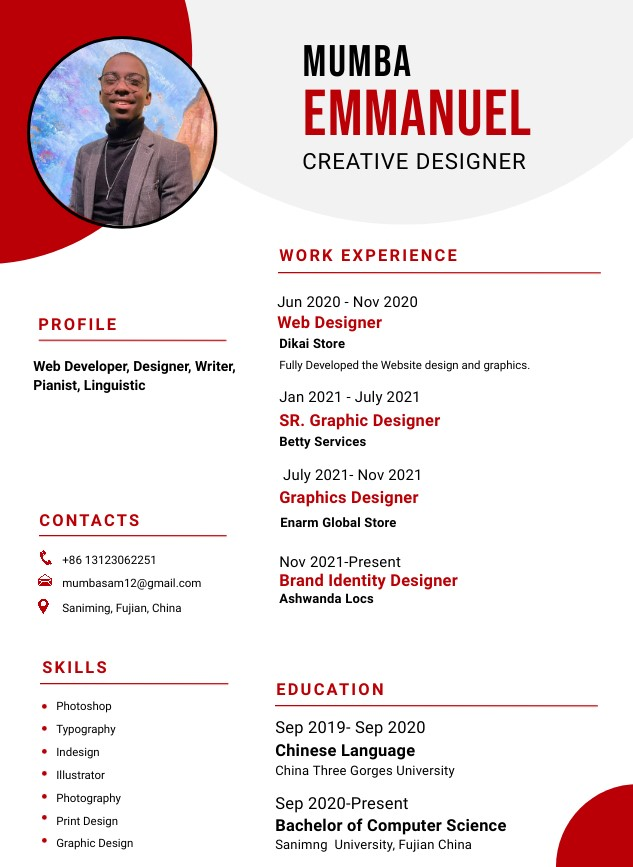 MUMBA
EMMANUEL
CREATIVE DESIGNER
PROFILE
Web Developer, Designer, Writer,
Pianist, Linguistic
CONTACTS
+86 13123062251
mumbasam12@gmail.com
Saniming, Fujian, China
SKILLS
Photoshop
Typography
Indesign
Illustrator
Photography
Print Design
Graphic Design
WORK EXPERIENCE
Jun 2020 - Nov 2020
Web Designer
Dikai Store
Fully Developed the Website design and graphics.
Jan 2021 - July 2021
SR. Graphic Designer
Betty Services
July 2021- Nov 2021
Graphics Designer
Enarm Global Store
Nov 2021-Present
Brand Identity Designer
Ashwanda Locs
EDUCATION
Sep 2019- Sep 2020
Chinese Language
China Three Gorges University
Sep 2020-Present
Bachelor of Computer Science
Sanimng University, Fujian China